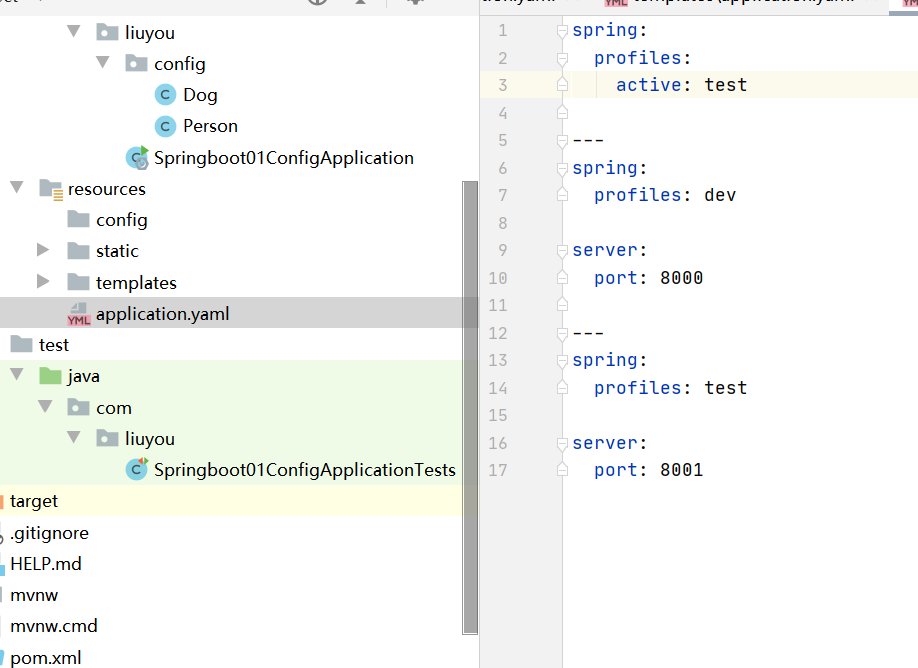 liuyou
config
Dog
Person
Springboot01ConfigApplication
resources
config
static
templates
application.yaml
test
java
com
liuyou
Springboot01ConfigApplicationTests
target
.gitignore
HELP.md
mvnw
mvnw.cmd
pom.xml
1 spring:
2 profiles:
3 active: test
4
5 ---
6 spring:
7 profiles: dev
8
9 server:
10 port: 8000
11
12 ---
13 spring:
14 profiles: test
15
16 server:
17 port: 8001